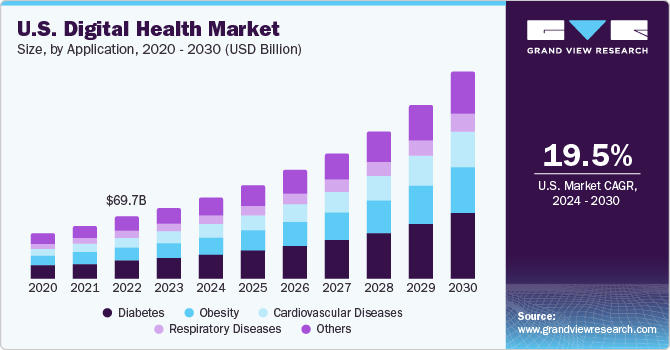 U.S. Digital Health Market
Size, by Application, 2020 - 2030 (USD Billion)
$69.7B
2020 2021 2022 2023 2024 2025 2026 2027 2028 2029 2030
Diabetes Obesity Cardiovascular Diseases
Respiratory Diseases Others
GRAND VIEW RESEARCH
19.5%
U.S. Market CAGR,
2024 - 2030
Source:
www.grandviewresearch.com